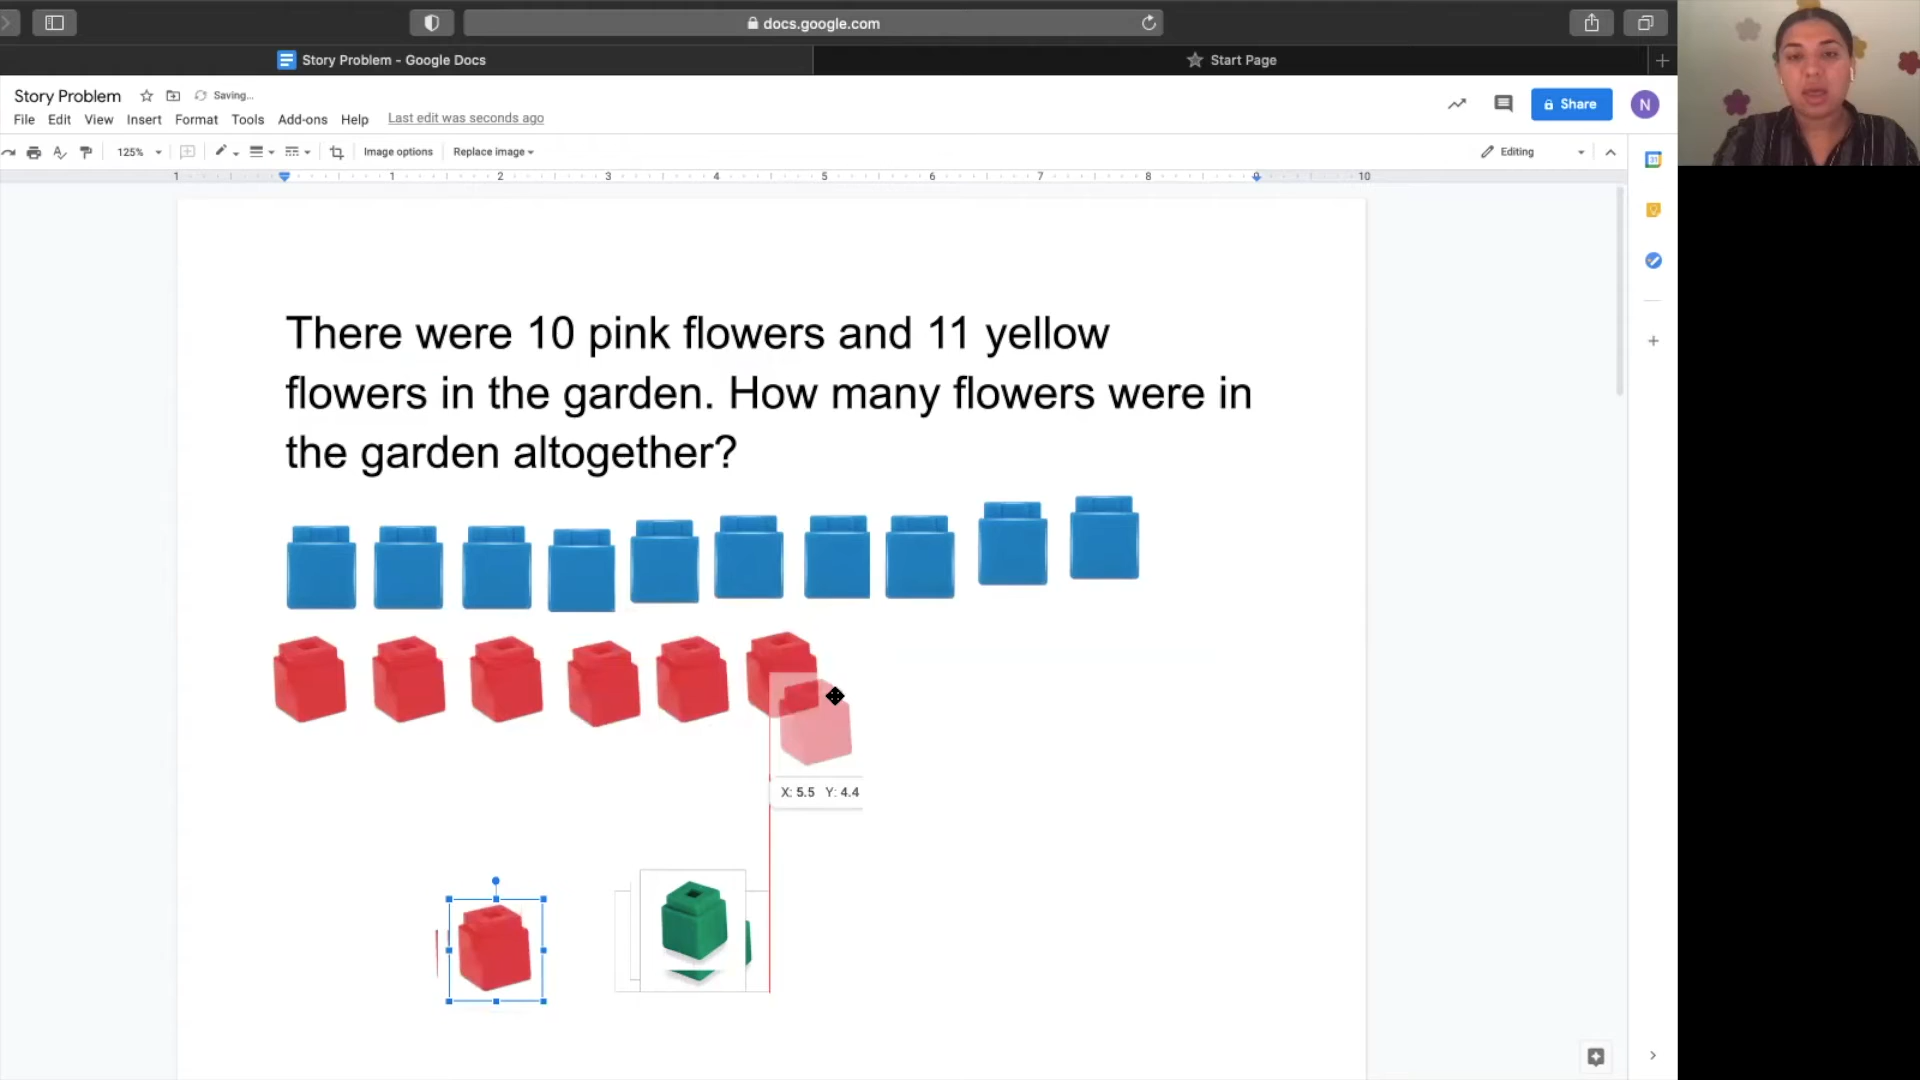 docs.google.com
Story Problem - Google Docs
Start Page
Story Problem
Saving...
File Edit View Insert Format Tools Add-ons Help Last edit was seconds ago
Share
N
125%
Image options
Replace image
Editing
1 1 2 3 4 5 6 7 8 9 10
31
There were 10 pink flowers and 11 yellow
flowers in the garden. How many flowers were in
the garden altogether?
X: 5.5 Y: 4.4